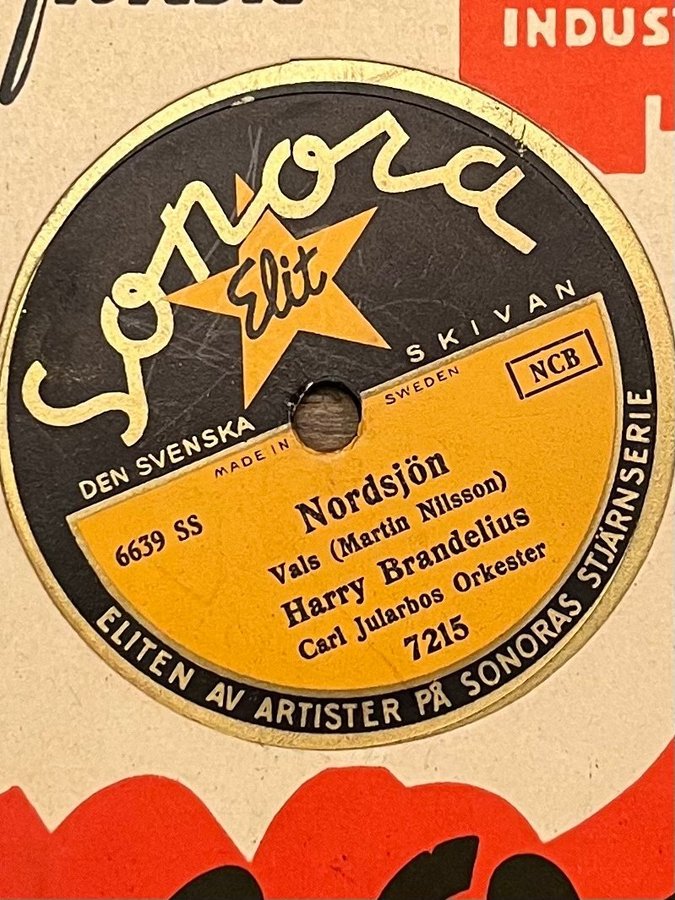 INDUS
Sonora
Elit
DEN SVENSKA SKIVAN
MADE IN SWEDEN
NCB
6639 SS
Nordsjön
Vals (Martin Nilsson)
Harry Brandelius
Carl Jularbos Orkester
7215
ELITEN AV ARTISTER PÅ SONORAS STJÄRNSERIE